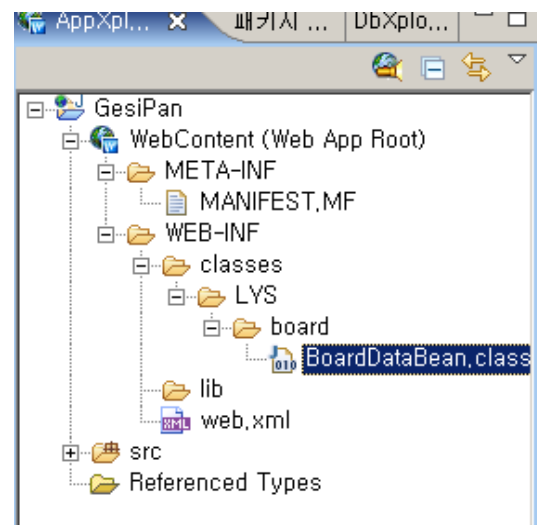 AppXpl... 패키지 ... DbXplo...
GesiPan
WebContent (Web App Root)
META-INF
MANIFEST.MF
WEB-INF
classes
LYS
board
BoardDataBean.class
lib
web.xml
src
Referenced Types